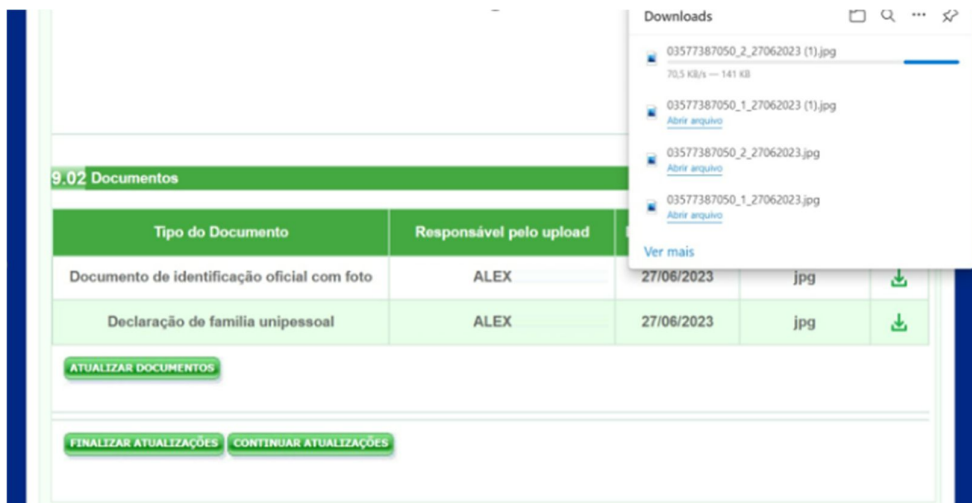 Downloads
03577387050_2_27062023 (1).jpg
70,5 KB/s — 141 KB
03577387050_1_27062023 (1).jpg
Abrir arquivo
03577387050_2_27062023.jpg
Abrir arquivo
03577387050_1_27062023.jpg
Abrir arquivo
Ver mais
9.02 Documentos
Tipo do Documento Responsável pelo upload
Documento de identificação oficial com foto ALEX 27/06/2023 jpg
Declaração de família unipessoal ALEX 27/06/2023 jpg
ATUALIZAR DOCUMENTOS
FINALIZAR ATUALIZAÇÕES CONTINUAR ATUALIZAÇÕES